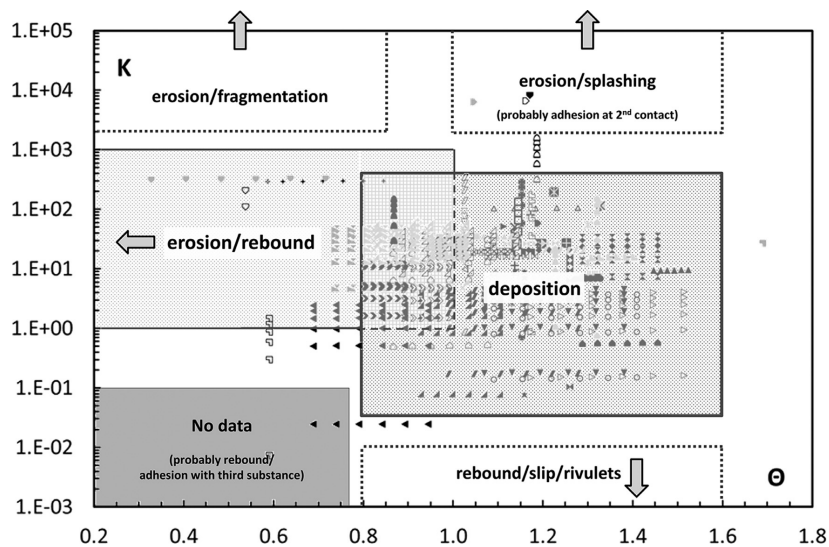 1.E+05
K
erosion/fragmentation
erosion/splashing
(probably adhesion at 2nd contact)
1.E+04
1.E+03
1.E+02
erosion/rebound
1.E+01
deposition
1.E+00
1.E-01
No data
(probably rebound/
adhesion with third substance)
1.E-02
rebound/slip/rivulets
Θ
1.E-03
0.2 0.4 0.6 0.8 1.0 1.2 1.4 1.6 1.8